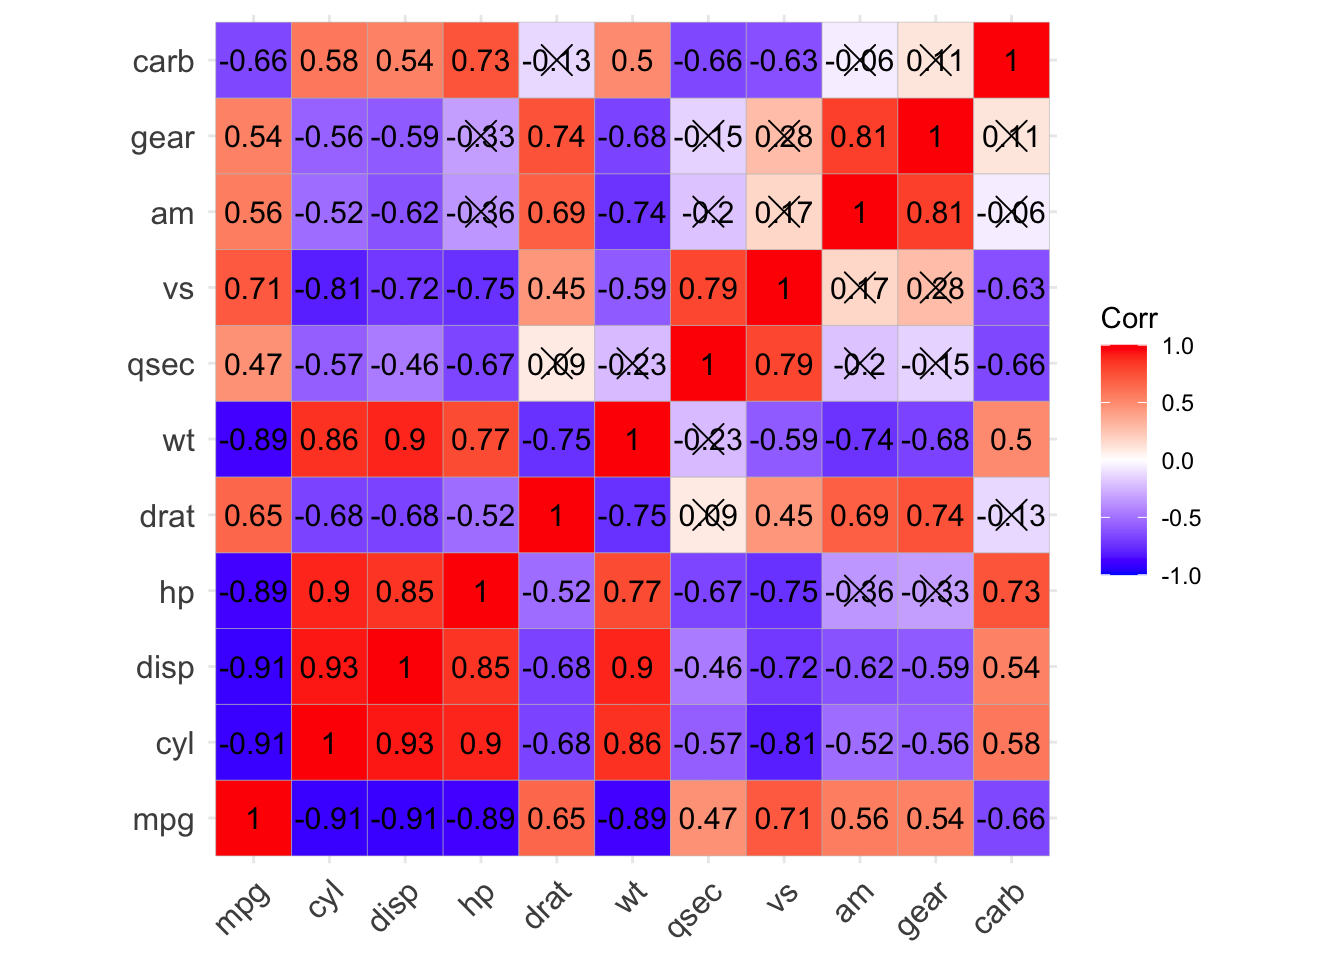 carb -0.66 0.58 0.54 0.73 -0.13 0.5 -0.66 -0.63 -0.06 0.11 1
gear 0.54 -0.56 -0.59 -0.33 0.74 -0.68 -0.15 0.28 0.81 1 0.11
am 0.56 -0.52 -0.62 -0.36 0.69 -0.74 -0.2 0.17 1 0.81 -0.06
vs 0.71 -0.81 -0.72 -0.75 0.45 -0.59 0.79 1 0.17 0.28 -0.63
qsec 0.47 -0.57 -0.46 -0.67 0.09 -0.23 1 0.79 -0.2 -0.15 -0.66
wt -0.89 0.86 0.9 0.77 -0.75 1 -0.23 -0.59 -0.74 -0.68 0.5
drat 0.65 -0.68 -0.68 -0.52 1 -0.75 0.09 0.45 0.69 0.74 -0.13
hp -0.89 0.9 0.85 1 -0.52 0.77 -0.67 -0.75 -0.36 -0.33 0.73
disp -0.91 0.93 1 0.85 -0.68 0.9 -0.46 -0.72 -0.62 -0.59 0.54
cyl -0.91 1 0.93 0.9 -0.68 0.86 -0.57 -0.81 -0.52 -0.56 0.58
mpg 1 -0.91 -0.91 -0.89 0.65 -0.89 0.47 0.71 0.56 0.54 -0.66
mpg cyl disp hp drat wt qsec vs am gear carb
Corr
1.0
0.5
0.0
-0.5
-1.0